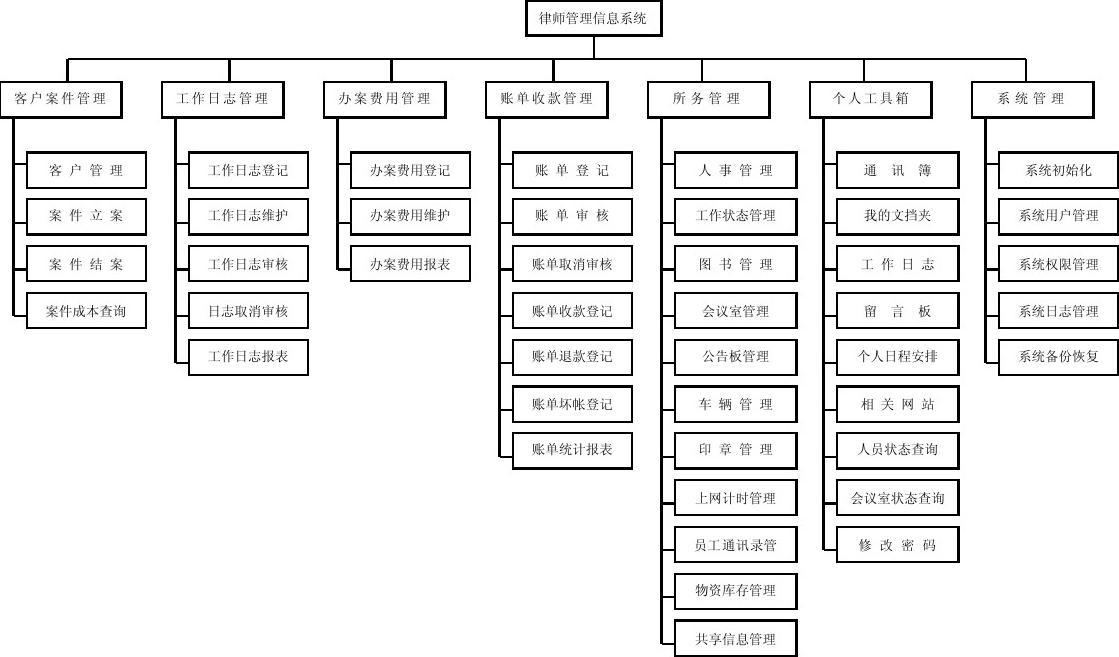 律师管理信息系统
客户案件管理
工作日志管理
办案费用管理
账单收款管理
所务管理
个人工具箱
系统管理
客户管理
案件立案
案件结案
案件成本查询
工作日志登记
工作日志维护
工作日志审核
日志取消审核
工作日志报表
办案费用登记
办案费用维护
办案费用报表
账单登记
账单审核
账单取消审核
账单收款登记
账单退款登记
账单坏帐登记
账单统计报表
人事管理
工作状态管理
图书管理
会议室管理
公告板管理
车辆管理
印章管理
上网计时管理
员工通讯录管
物资库存管理
共享信息管理
通讯簿
我的文挡夹
工作日志
留言板
个人日程安排
相关网站
人员状态查询
会议室状态查询
修改密码
系统初始化
系统用户管理
系统权限管理
系统日志管理
系统备份恢复